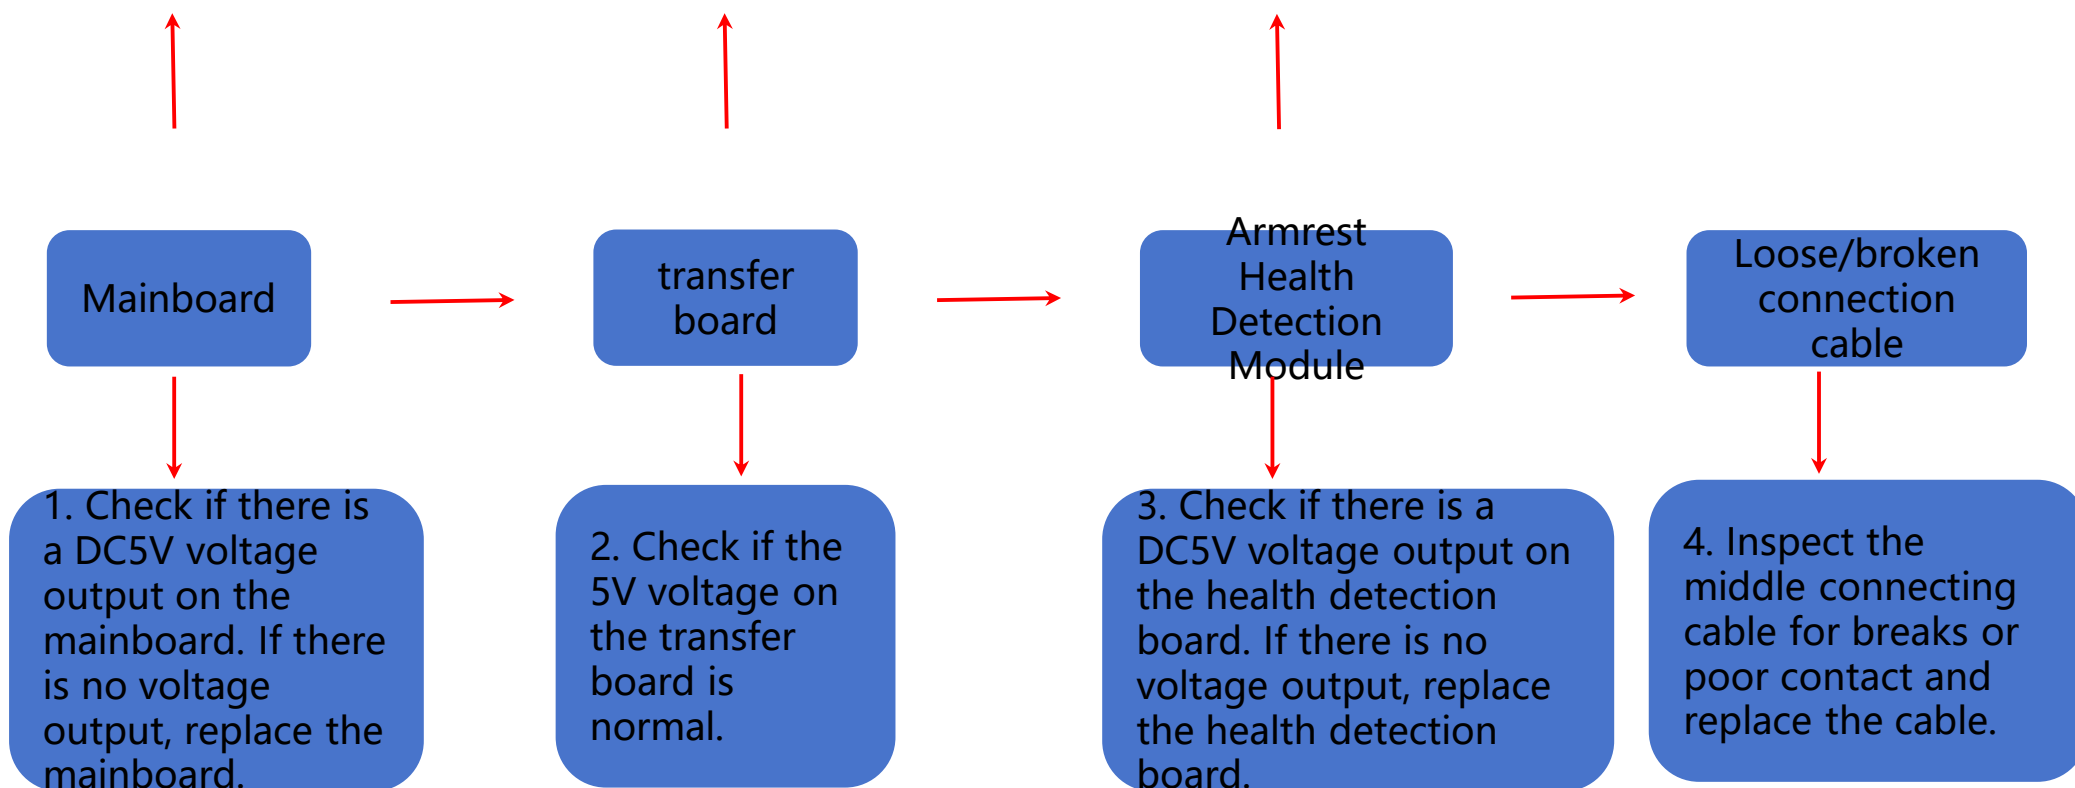 Mainboard
transfer
board
Armrest
Health
Detection
Module
Loose/broken
connection
cable
1. Check if there is
a DC5V voltage
output on the
mainboard. If there
is no voltage
output, replace the
mainboard.
2. Check if the
5V voltage on
the transfer
board is
normal.
3. Check if there is a
DC5V voltage output on
the health detection
board. If there is no
voltage output, replace
the health detection
board.
4. Inspect the
middle connecting
cable for breaks or
poor contact and
replace the cable.